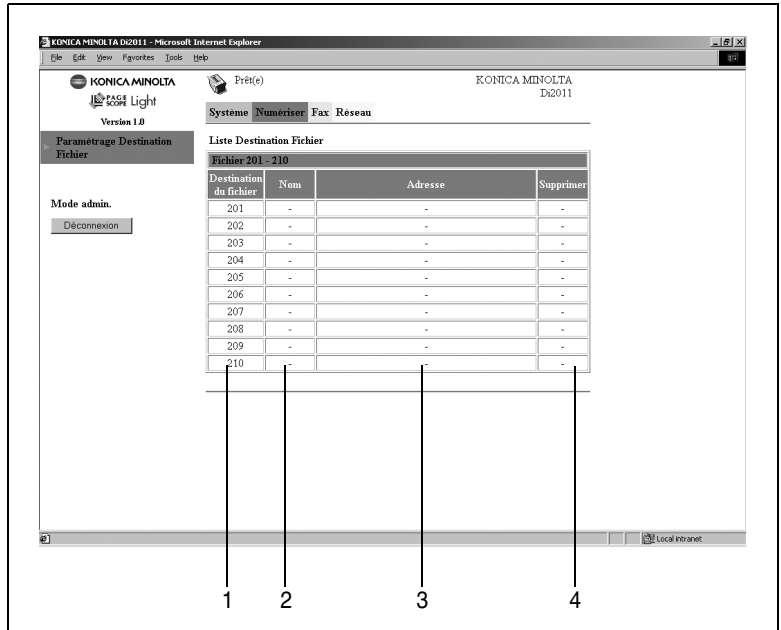 KONICA MINOLTA Di2011 - Microsoft Internet Explorer
File Edit View Favorites Tools Help
KONICA MINOLTA
PAGE SCOPE Light
Version 1.0
Paramétrage Destination
Fichier
Mode admin.
Déconnexion
Prêt(e)
KONICA MINOLTA
Di2011
Système Numériser Fax Réseau
Liste Destination Fichier
Fichier 201 - 210
Destination du fichier Nom Adresse Supprimer
201 - - -
202 - - -
203 - - -
204 - - -
205 - - -
206 - - -
207 - - -
208 - - -
209 - - -
210 - - -
Local intranet
1 2 3 4